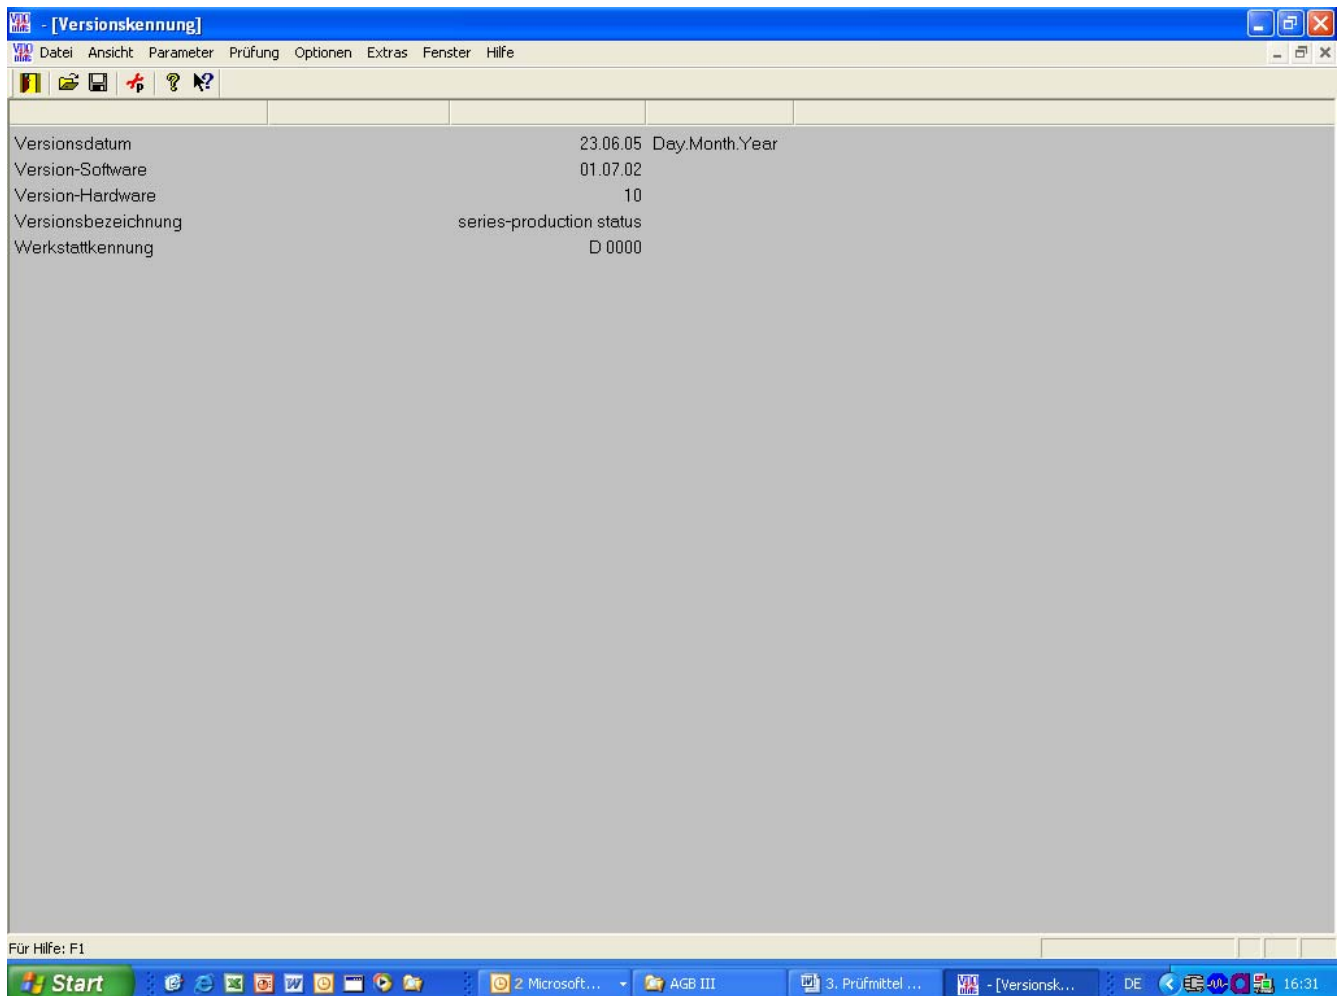 - [Versionskennung]
Datei Ansicht Parameter Prüfung Optionen Extras Fenster Hilfe
Versionsdatum 23.06.05 Day.Month.Year
Version-Software 01.07.02
Version-Hardware 10
Versionsbezeichnung series-production status
Werkstattkennung D 0000
Für Hilfe: F1
Start 2 Microsoft... AGB III 3. Prüfmittel ... - [Versionsk... DE 16:31